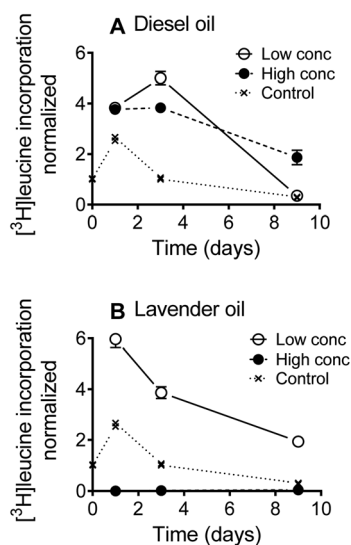 A Diesel oil
[³H]leucine incorporation
normalized
6
4
2
0
Low conc
High conc
Control
0 2 4 6 8 10
Time (days)
B Lavender oil
[³H]leucine incorporation
normalized
6
4
2
0
Low conc
High conc
Control
0 2 4 6 8 10
Time (days)